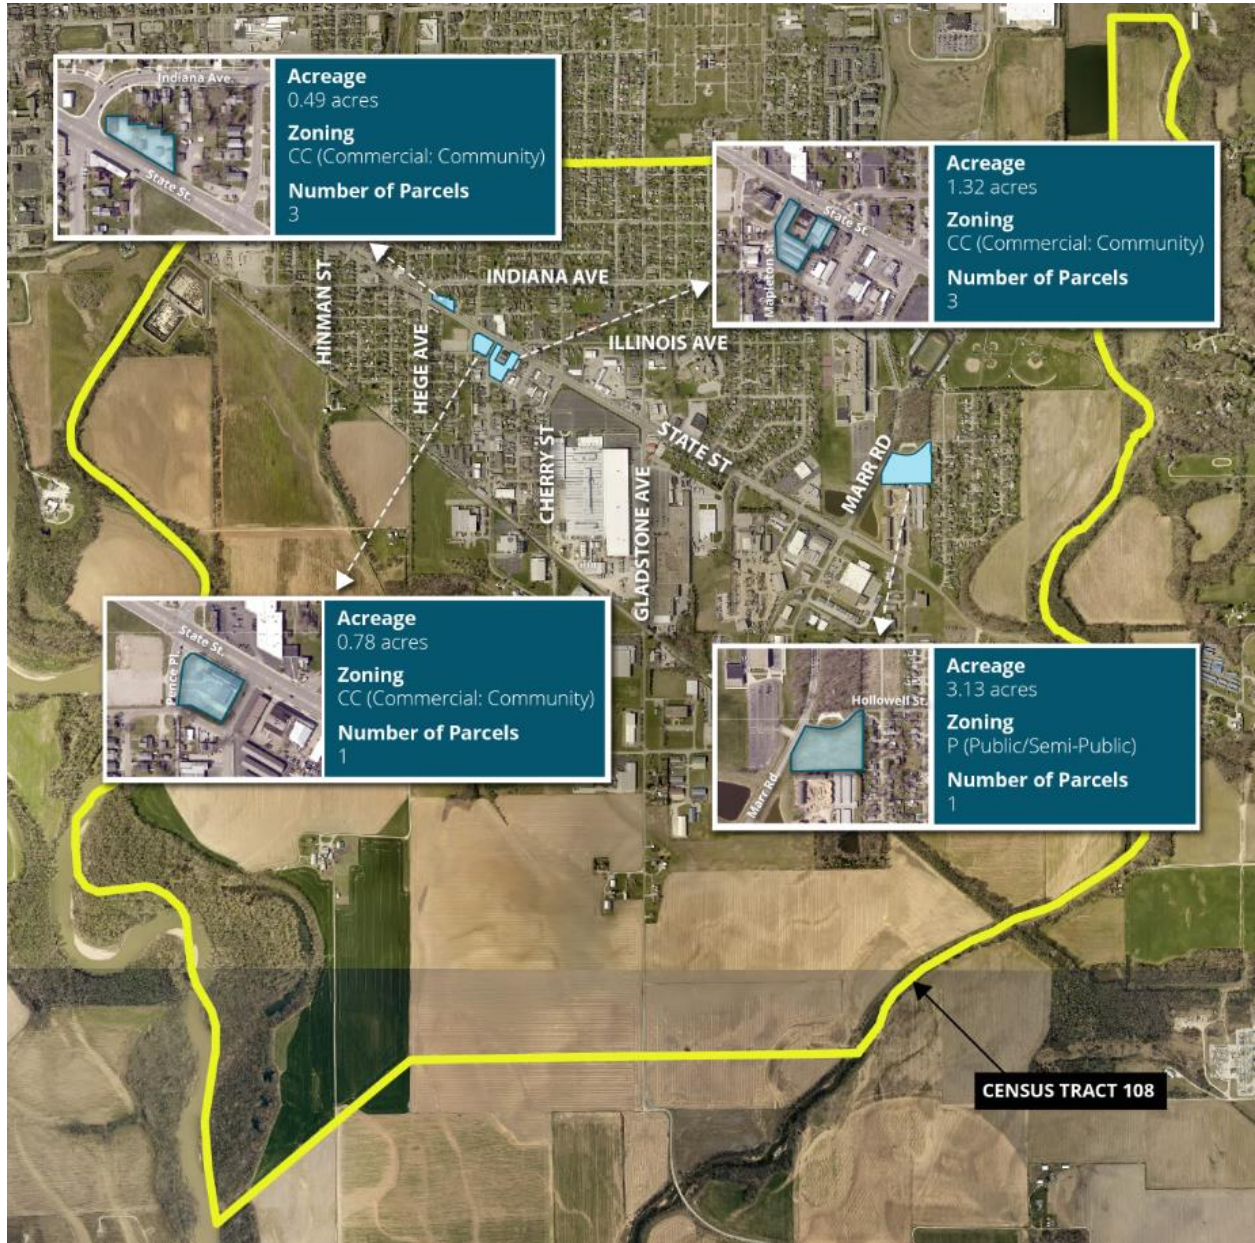 Indiana Ave.
State St.
Acreage
0.49 acres
Zoning
CC (Commercial: Community)
Number of Parcels
3
State St.
Mapleton St.
Acreage
1.32 acres
Zoning
CC (Commercial: Community)
Number of Parcels
3
HINMAN ST
HEGE AVE
INDIANA AVE
ILLINOIS AVE
CHERRY ST
STATE ST
GLADSTONE AVE
MARR RD
State St.
Pence Pl.
Acreage
0.78 acres
Zoning
CC (Commercial: Community)
Number of Parcels
1
Hollowell St.
Marr Rd.
Acreage
3.13 acres
Zoning
P (Public/Semi-Public)
Number of Parcels
1
CENSUS TRACT 108